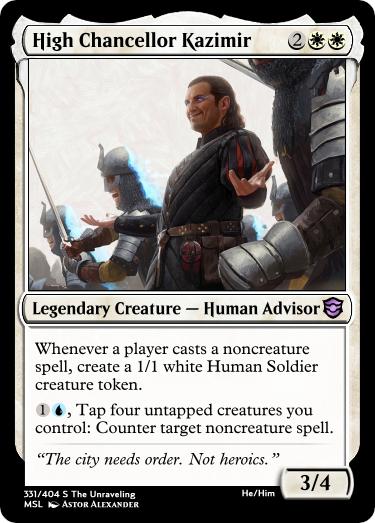 High Chancellor Kazimir 2
Legendary Creature — Human Advisor
Whenever a player casts a noncreature
spell, create a 1/1 white Human Soldier
creature token.
1, Tap four untapped creatures you
control: Counter target noncreature spell.
“The city needs order. Not heroics.”
3/4
331/404 S The Unraveling He/Him
MSL Astor Alexander